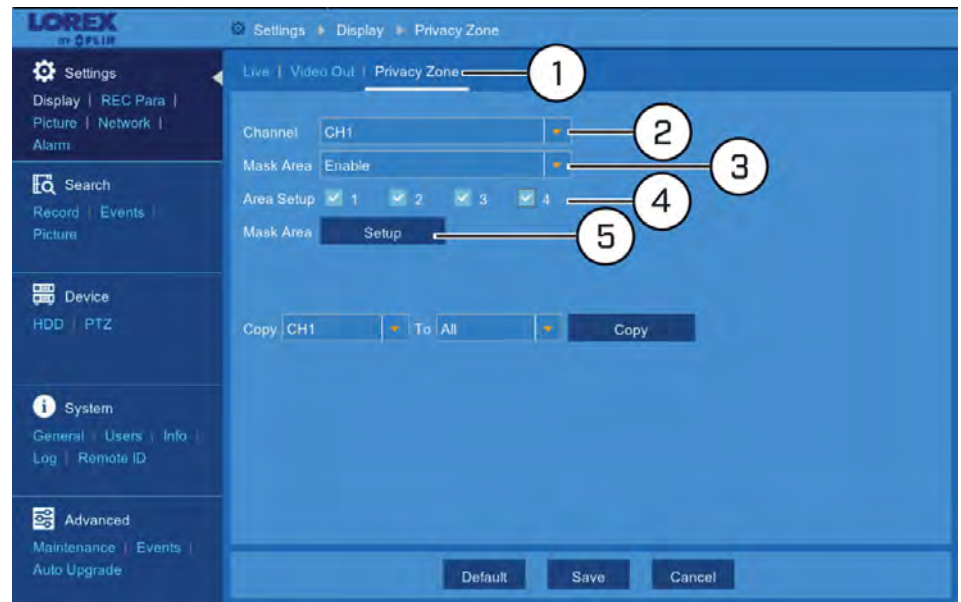 LOREX
BY FLIR
Settings Display Privacy Zone
Settings
Display | REC Para |
Picture | Network |
Alarm
Search
Record | Events |
Picture
Device
HDD | PTZ
System
General | Users | Info |
Log | Remote ID
Advanced
Maintenance | Events |
Auto Upgrade
Live | Video Out | Privacy Zone 1
Channel CH1 2
Mask Area Enable 3
Area Setup 1 2 3 4 4
Mask Area Setup 5
Copy CH1 To All Copy
Default Save Cancel